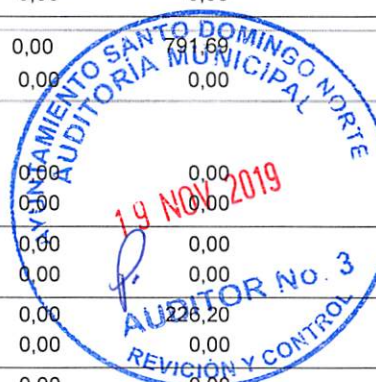 0,00 791,69
0,00 0,00
0,00 0,00
0,00 0,00
0,00 0,00
0,00 0,00
0,00 226,20
0,00 0,00
AYUNTAMIENTO SANTO DOMINGO NORTE
AUDITORÍA MUNICIPAL
19 NOV 2019
AUDITOR No. 3
REVICIÓN Y CONTROL